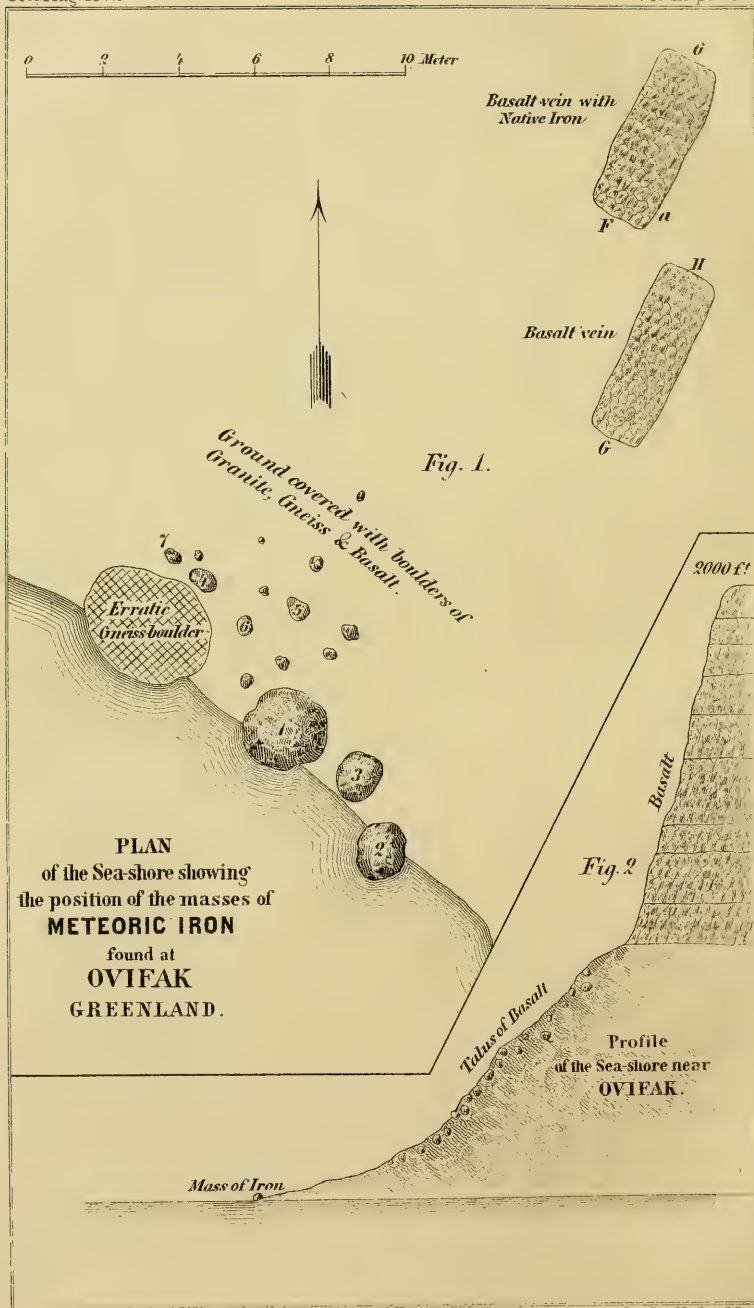 0 2 4 6 8 10 Meter
G
Basalt vein with
Native Iron
F a
H
Basalt vein
G
Fig. 1.
Ground covered with boulders of
Granite, Gneiss & Basalt.
7
4
Erratic
Gneiss-boulder
5
6
1
3
2
PLAN
of the Sea-shore showing
the position of the masses of
METEORIC IRON
found at
OVIFAK
GREENLAND.
2000 ft
Basalt
Fig. 2
Talus of Basalt
Profile
of the Sea-shore near
OVIFAK.
Mass of Iron